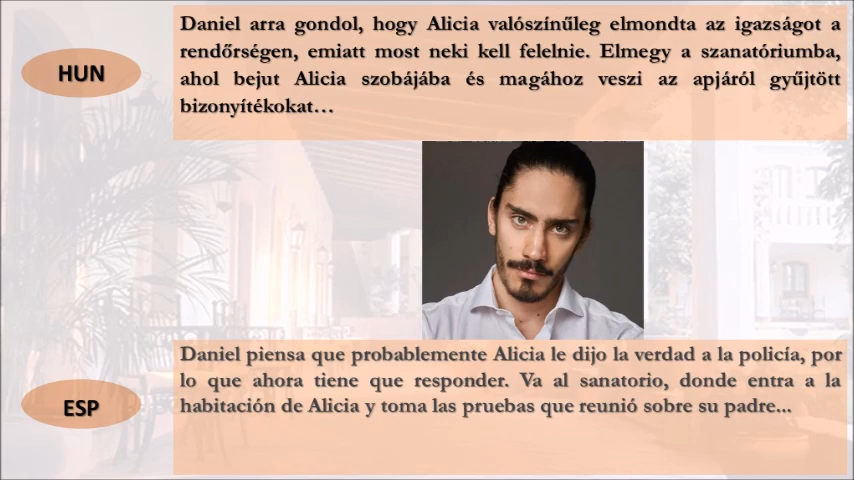 HUN
Daniel arra gondol, hogy Alicia valószínűleg elmondta az igazságot a
rendőrségen, emiatt most neki kell felelnie. Elmegy a szanatóriumba,
ahol bejut Alicia szobájába és magához veszi az apjáról gyűjtött
bizonyítékokat…
ESP
Daniel piensa que probablemente Alicia le dijo la verdad a la policía, por
lo que ahora tiene que responder. Va al sanatorio, donde entra a la
habitación de Alicia y toma las pruebas que reunió sobre su padre...